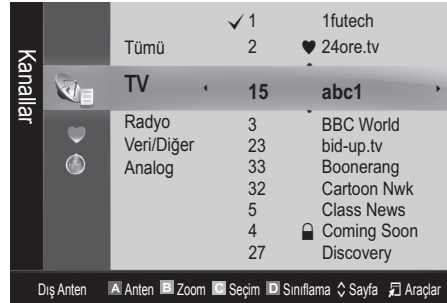 Kanallar
✓ 1 1futech
Tümü 2 ♥ 24ore.tv
TV 15 abc1
Radyo 3 BBC World
Veri/Diğer 23 bid-up.tv
Analog 33 Boonerang
32 Cartoon Nwk
5 Class News
4 Coming Soon
27 Discovery
Dış Anten A Anten B Zoom C Seçim D Sınıflama Sayfa Araçlar